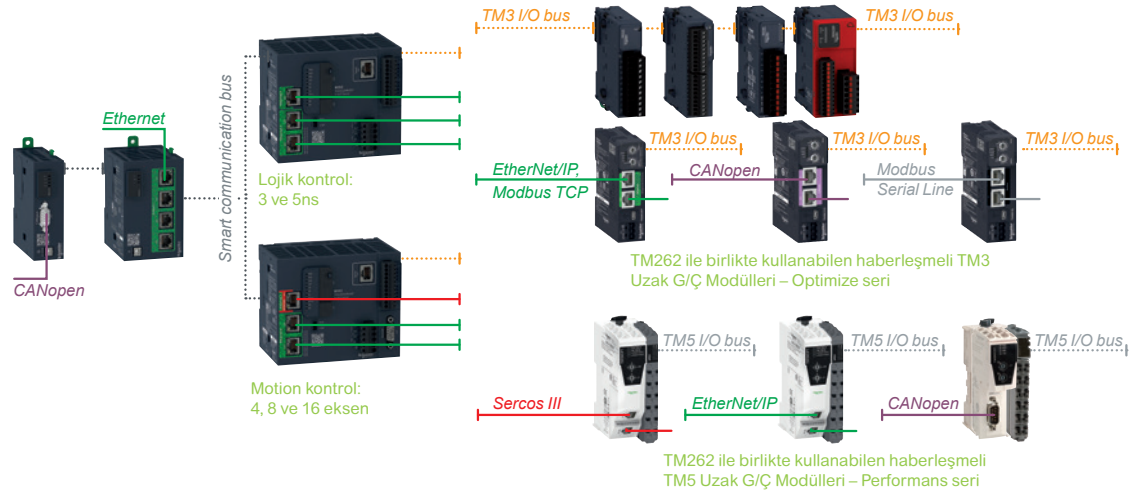 TM3 I/O bus
TM3 I/O bus
Ethernet
Smart communication bus
CANopen
Lojik kontrol:
3 ve 5ns
TM3 I/O bus
TM3 I/O bus
TM3 I/O bus
EtherNet/IP,
Modbus TCP
CANopen
Modbus
Serial Line
TM262 ile birlikte kullanabilen haberleşmeli TM3
Uzak G/Ç Modülleri – Optimize seri
Motion kontrol:
4, 8 ve 16 eksen
TM5 I/O bus
TM5 I/O bus
TM5 I/O bus
Sercos III
EtherNet/IP
CANopen
TM262 ile birlikte kullanabilen haberleşmeli
TM5 Uzak G/Ç Modülleri – Performans seri